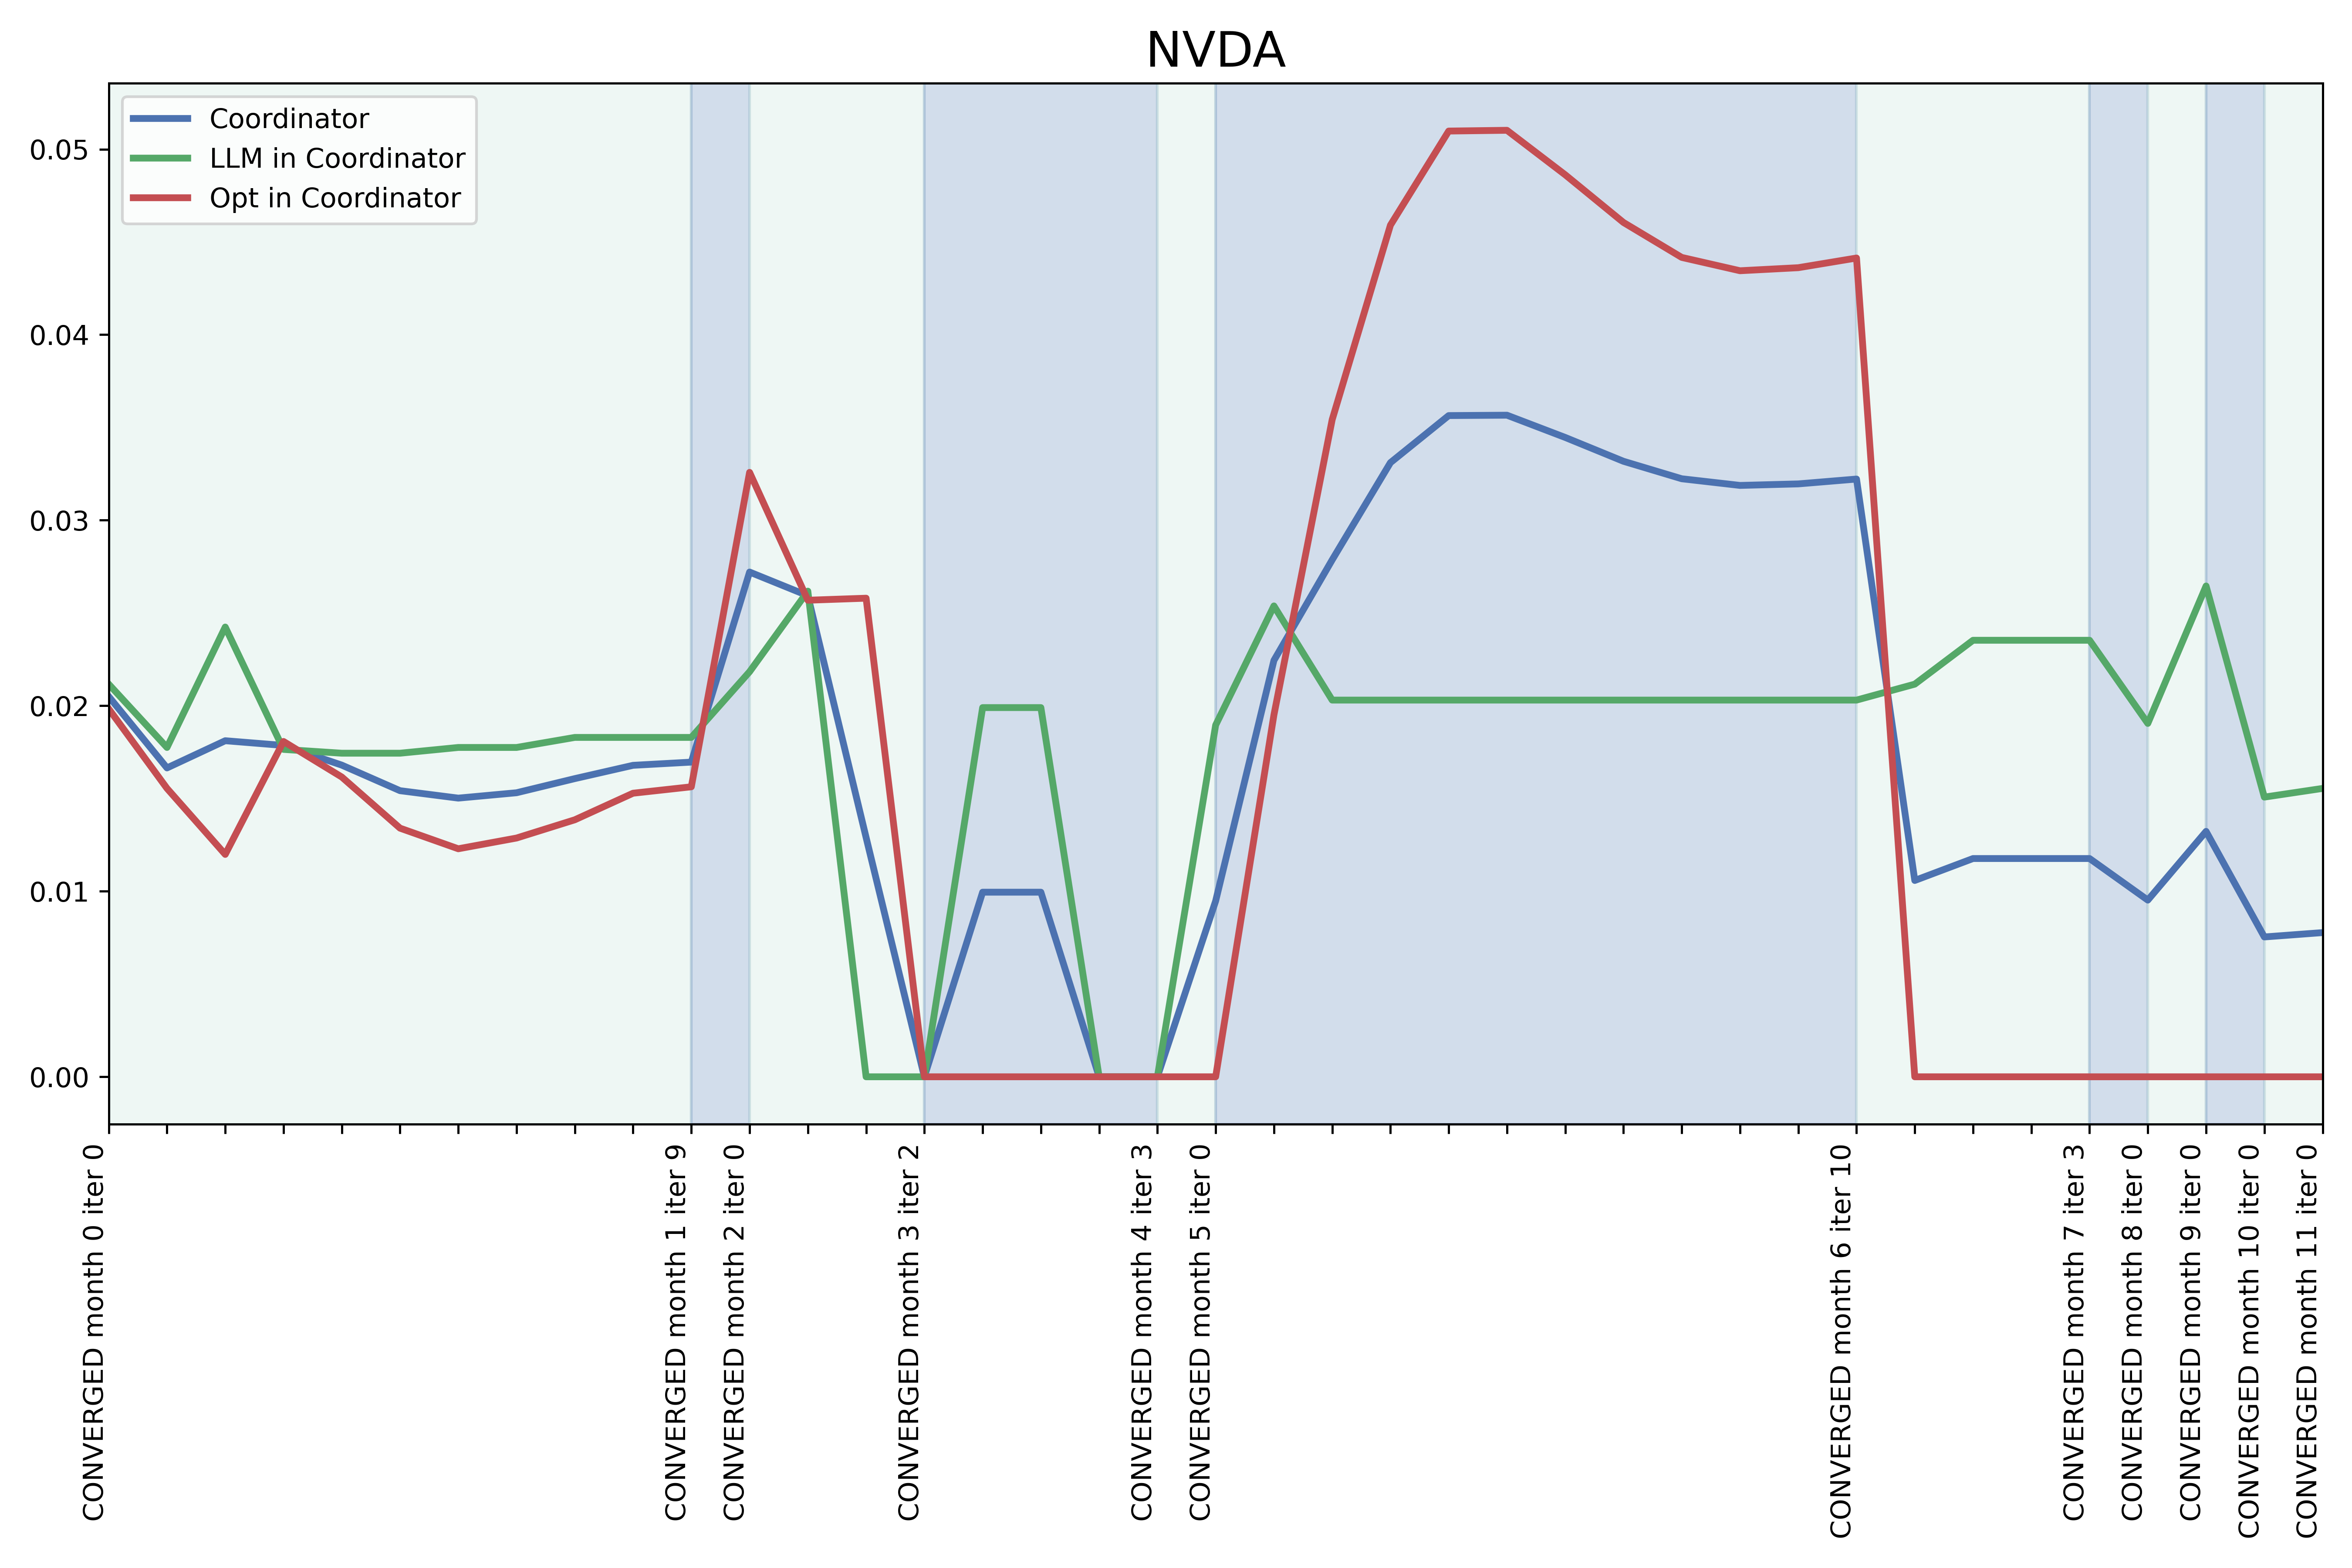 NVDA
Coordinator
LLM in Coordinator
Opt in Coordinator
0.05
0.04
0.03
0.02
0.01
0.00
CONVERGED month 0 iter 0
CONVERGED month 1 iter 9
CONVERGED month 2 iter 0
CONVERGED month 3 iter 2
CONVERGED month 4 iter 3
CONVERGED month 5 iter 0
CONVERGED month 6 iter 10
CONVERGED month 7 iter 3
CONVERGED month 8 iter 0
CONVERGED month 9 iter 0
CONVERGED month 10 iter 0
CONVERGED month 11 iter 0